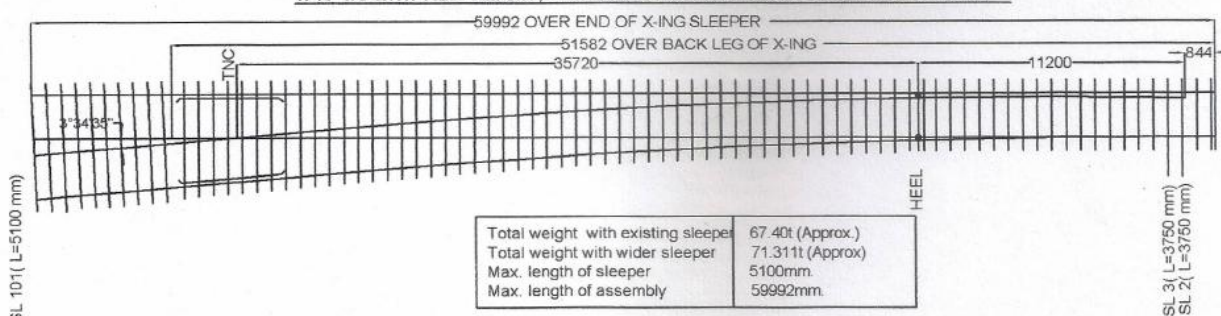 59992 OVER END OF X-ING SLEEPER
51582 OVER BACK LEG OF X-ING
844
TNC
35720
11200
3°34'35"
HEEL
SL 101( L=5100 mm)
SL 3( L=3750 mm)
SL 2( L=3750 mm)
Total weight with existing sleeper 67.40t (Approx.)
Total weight with wider sleeper 71.311t (Approx)
Max. length of sleeper 5100mm.
Max. length of assembly 59992mm.